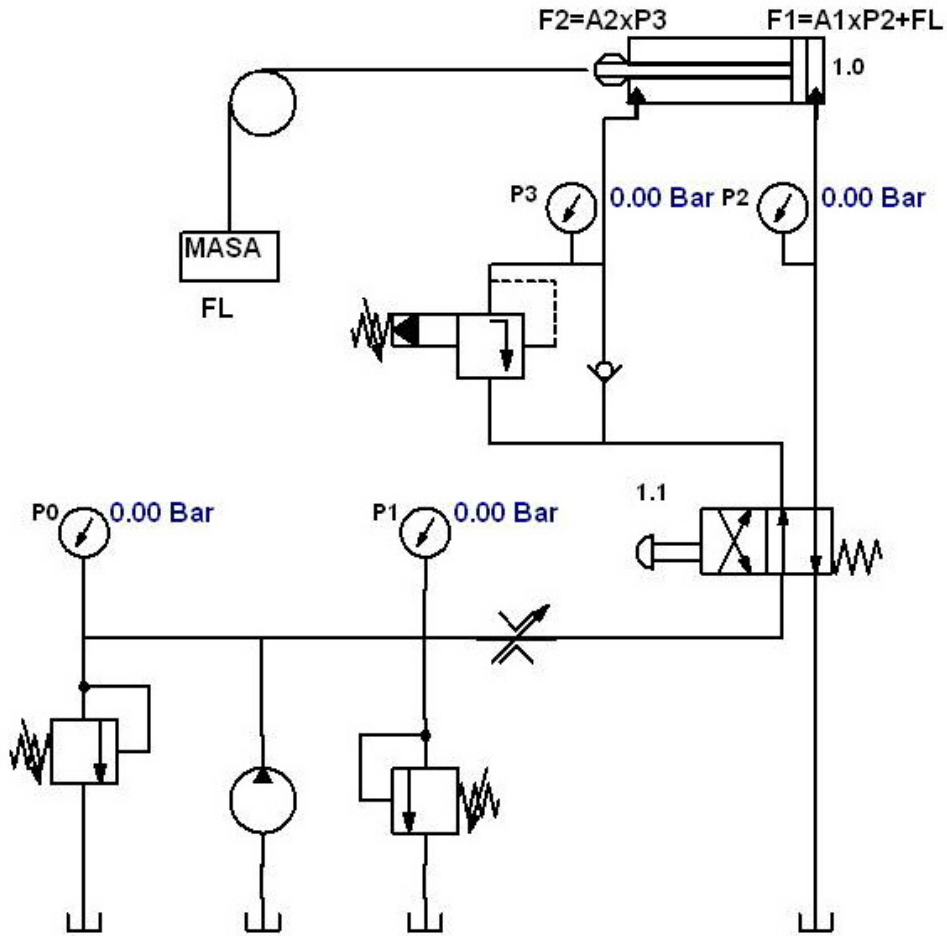 F2=A2xP3 F1=A1xP2+FL
1.0
P3 0.00 Bar P2 0.00 Bar
MASA
FL
1.1
P0 0.00 Bar P1 0.00 Bar